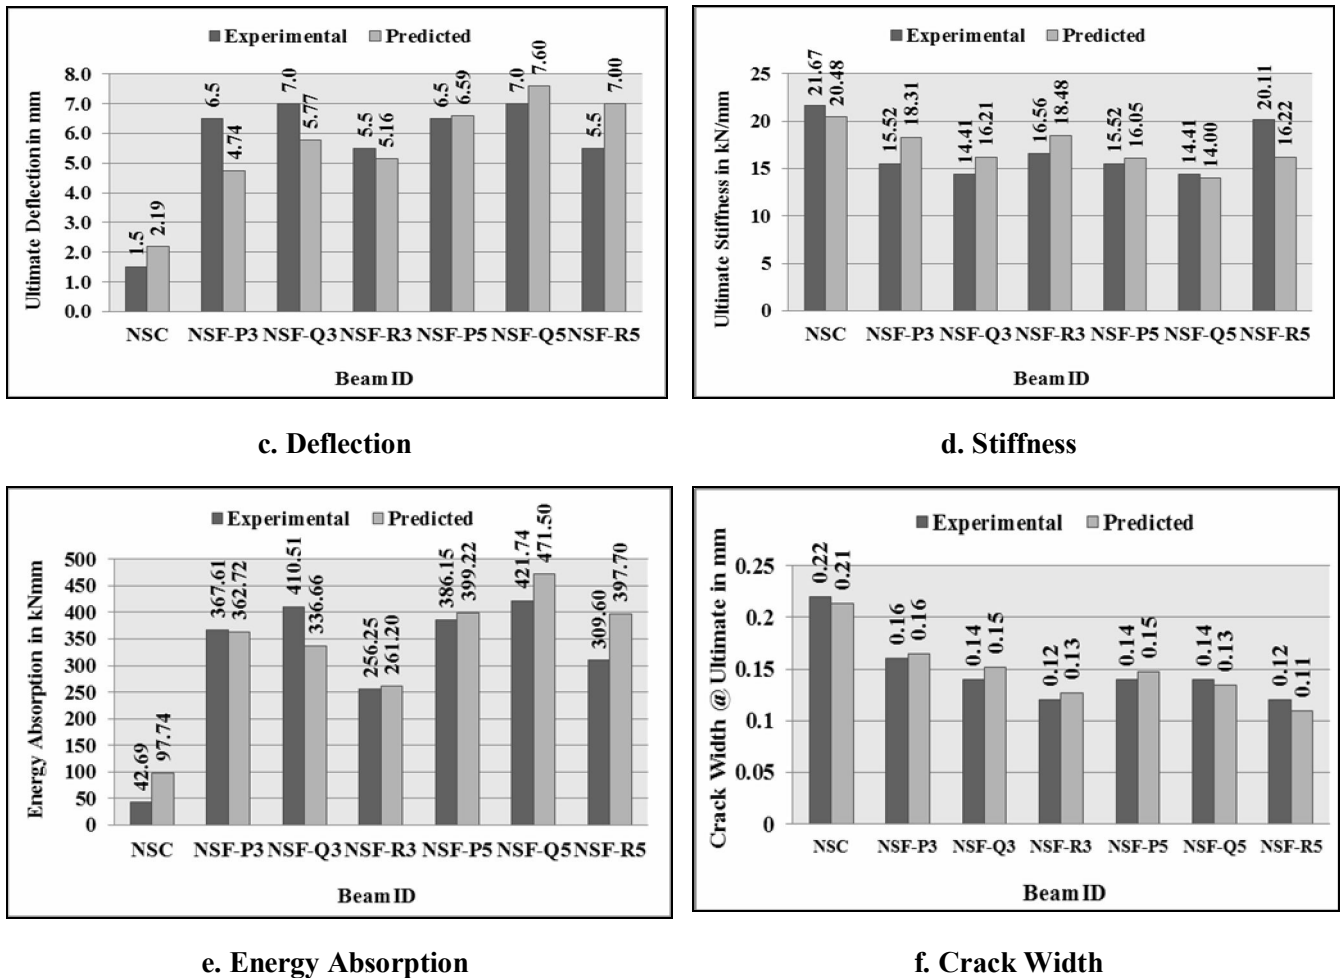 Experimental Predicted
Ultimate Deflection in mm
8.0
7.0
6.0
5.0
4.0
3.0
2.0
1.0
0.0
1.5 2.19 6.5 4.74 7.0 5.77 5.5 5.16 6.5 6.59 7.0 7.60 5.5 7.00
NSC NSF-P3 NSF-Q3 NSF-R3 NSF-P5 NSF-Q5 NSF-R5
Beam ID
c. Deflection
Experimental Predicted
Ultimate Stiffness in kN/mm
25
20
15
10
5
0
21.67 20.48 15.52 18.31 14.41 16.21 16.56 18.48 15.52 16.05 14.41 14.00 20.11 16.22
NSC NSF-P3 NSF-Q3 NSF-R3 NSF-P5 NSF-Q5 NSF-R5
Beam ID
d. Stiffness
Experimental Predicted
Energy Absorption in kNmm
500
450
400
350
300
250
200
150
100
50
0
42.69 97.74 367.61 362.72 410.51 336.66 256.25 261.20 386.15 399.22 421.74 471.50 309.60 397.70
NSC NSF-P3 NSF-Q3 NSF-R3 NSF-P5 NSF-Q5 NSF-R5
Beam ID
e. Energy Absorption
Experimental Predicted
Crack Width @ Ultimate in mm
0.25
0.2
0.15
0.1
0.05
0
0.22 0.21 0.16 0.16 0.14 0.15 0.12 0.13 0.14 0.15 0.14 0.13 0.12 0.11
NSC NSF-P3 NSF-Q3 NSF-R3 NSF-P5 NSF-Q5 NSF-R5
Beam ID
f. Crack Width